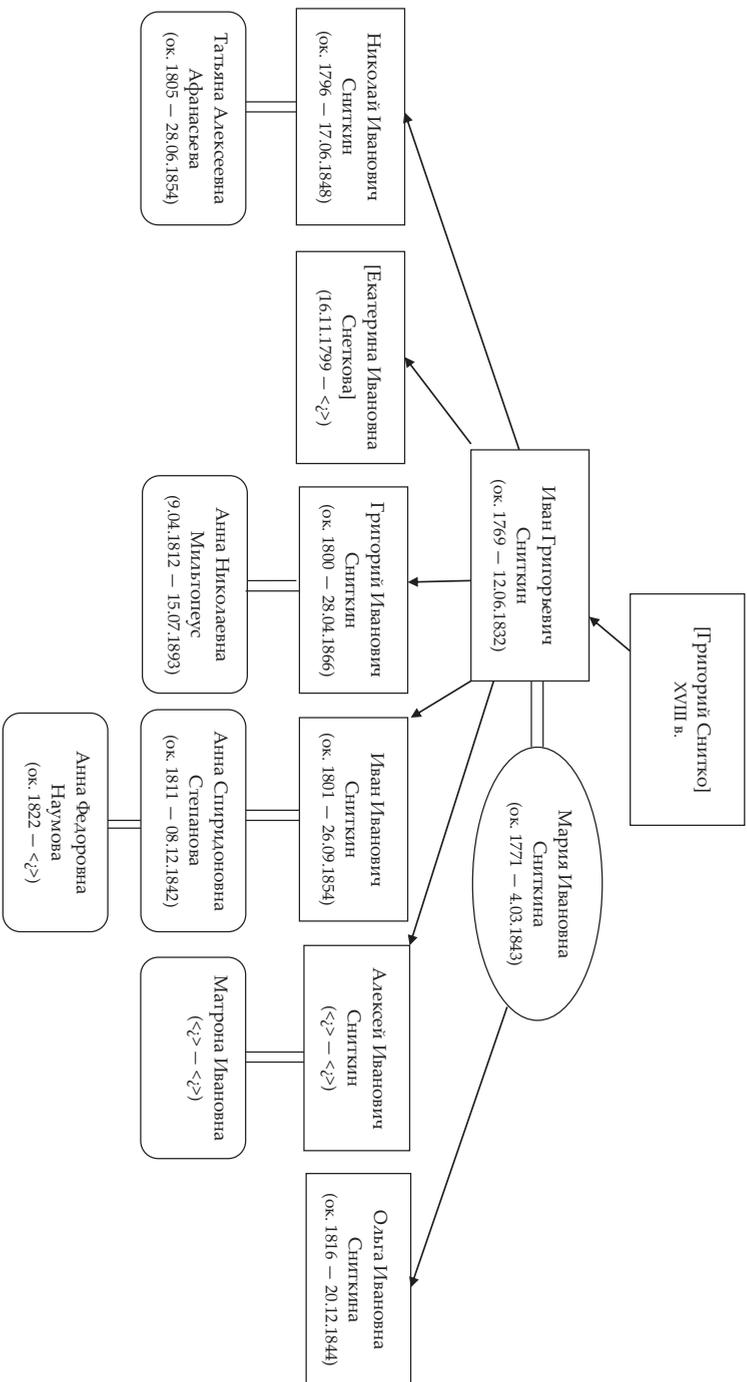 [Григорий Снитко]
XVIII в.
Иван Григорьевич
Сниткин
(ок. 1769 — 12.06.1832)
Мария Ивановна
Сниткина
(ок. 1771 — 4.03.1843)
Николай Иванович
Сниткин
(ок. 1796 — 17.06.1848)
[Екатерина Ивановна
Снеткова]
(16.11.1799 — <¿>)
Григорий Иванович
Сниткин
(ок. 1800 — 28.04.1866)
Иван Иванович
Сниткин
(ок. 1801 — 26.09.1854)
Алексей Иванович
Сниткин
(<¿> — <¿>)
Ольга Ивановна
Сниткина
(ок. 1816 — 20.12.1844)
Татьяна Алексеевна
Афанасьева
(ок. 1805 — 28.06.1854)
Анна Николаевна
Мильтопеус
(9.04.1812 — 15.07.1893)
Анна Спиридоновна
Степанова
(ок. 1811 — 08.12.1842)
Матрона Ивановна
(<¿> — <¿>)
Анна Федоровна
Наумова
(ок. 1822 — <¿>)